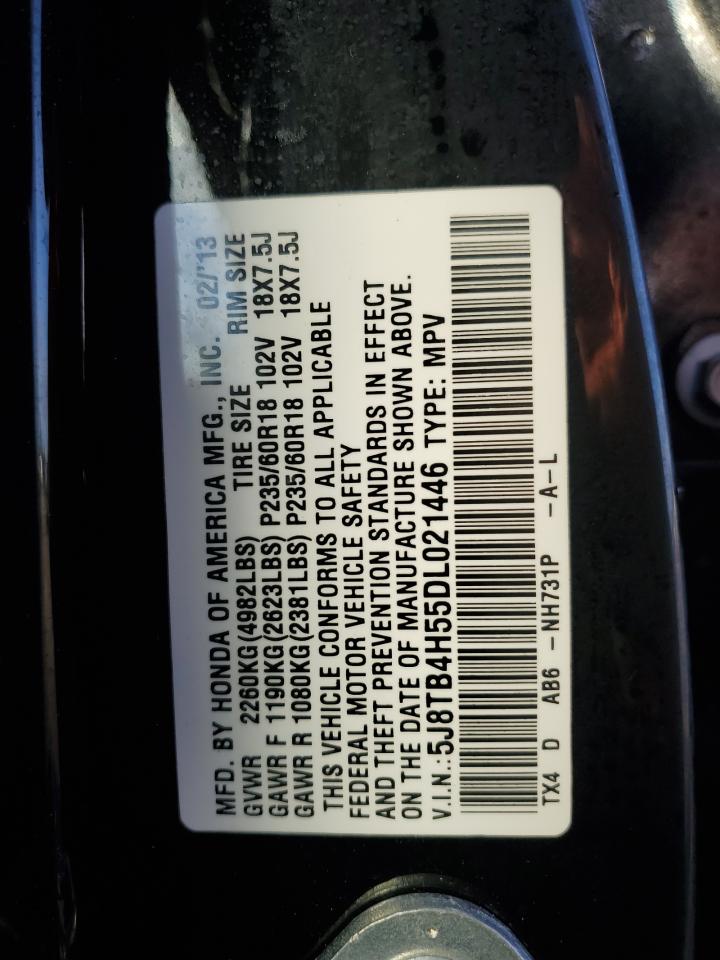 MFD. BY HONDA OF AMERICA MFG., INC. 02/'13
GVWR 2260KG(4982LBS) TIRE SIZE RIM SIZE
GAWR F 1190KG(2623LBS) P235/60R18 102V 18X7.5J
GAWR R 1080KG(2381LBS) P235/60R18 102V 18X7.5J
THIS VEHICLE CONFORMS TO ALL APPLICABLE
FEDERAL MOTOR VEHICLE SAFETY
AND THEFT PREVENTION STANDARDS IN EFFECT
ON THE DATE OF MANUFACTURE SHOWN ABOVE.
V.I.N.: 5J8TB4H55DL021446 TYPE: MPV
TX4 D AB6 -NH731P -A-L